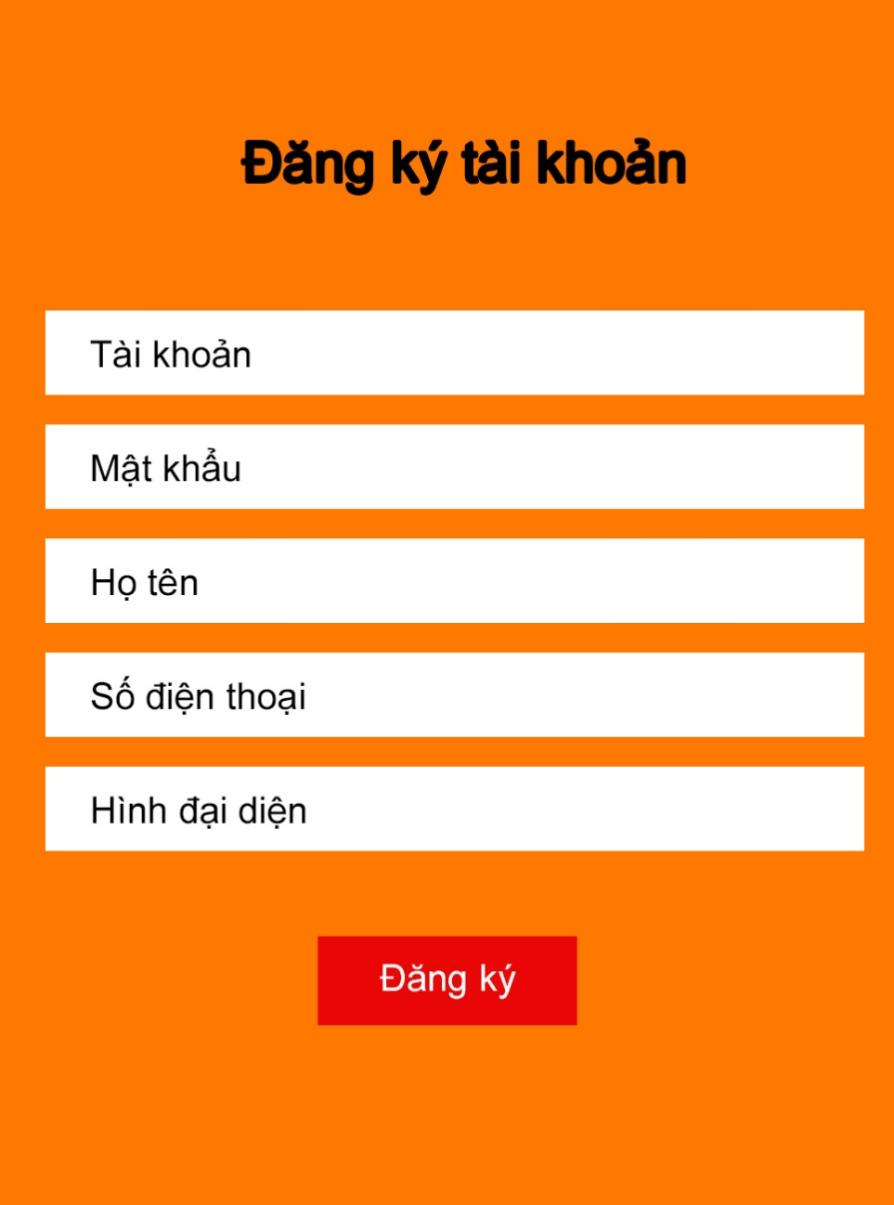 Đăng ký tài khoản
Tài khoản
Mật khẩu
Họ tên
Số điện thoại
Hình đại diện
Đăng ký